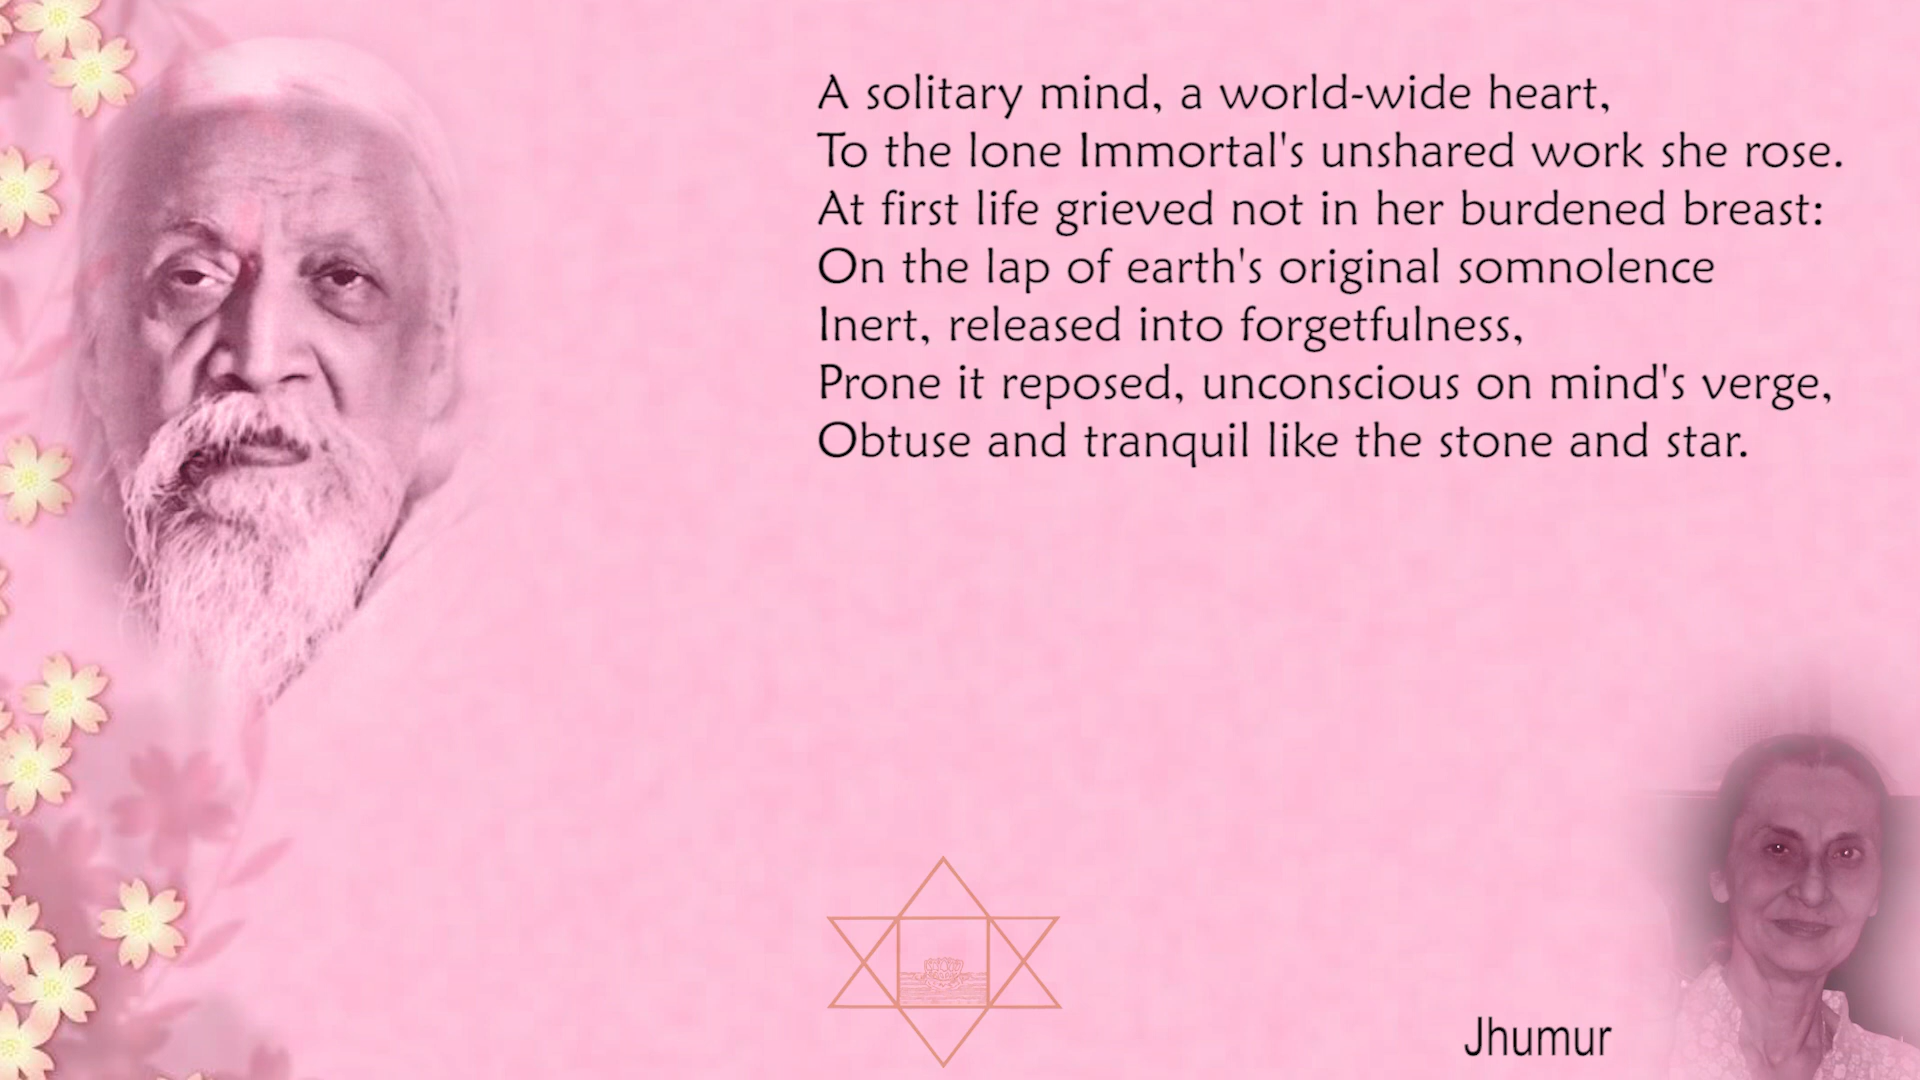 A solitary mind, a world-wide heart,
To the lone Immortal's unshared work she rose.
At first life grieved not in her burdened breast:
On the lap of earth's original somnolence
Inert, released into forgetfulness,
Prone it reposed, unconscious on mind's verge,
Obtuse and tranquil like the stone and star.
Jhumur